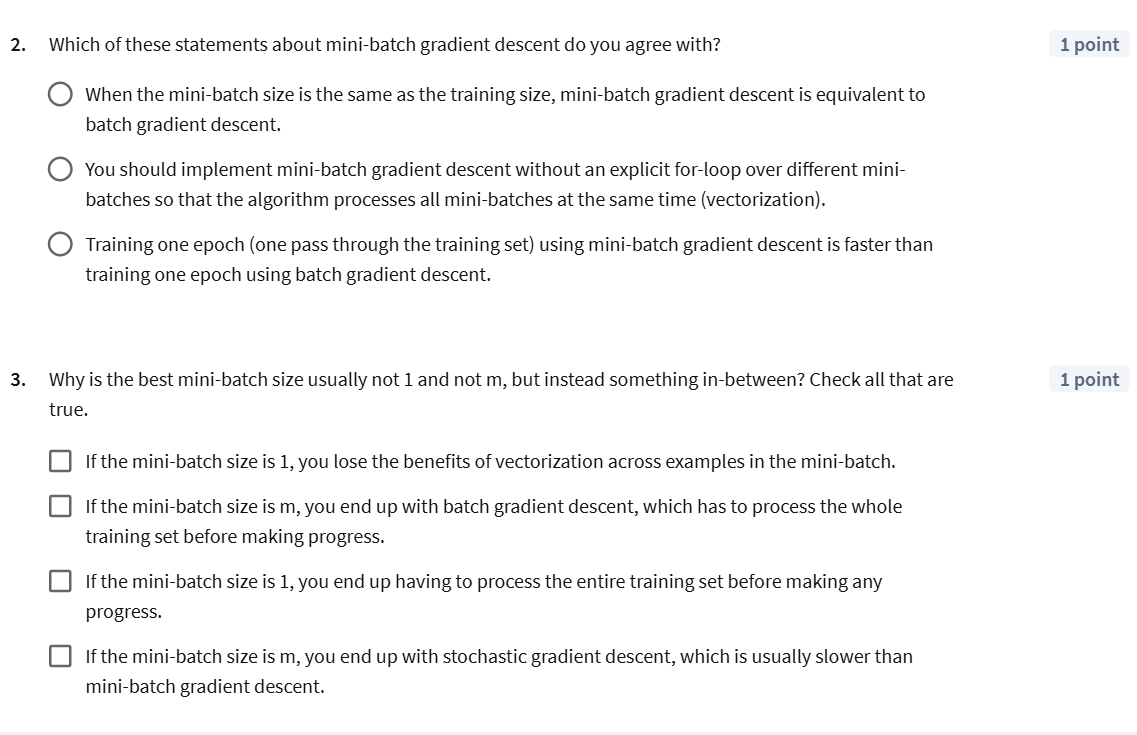 2. Which of these statements about mini-batch gradient descent do you agree with? 1 point
When the mini-batch size is the same as the training size, mini-batch gradient descent is equivalent to
batch gradient descent.
You should implement mini-batch gradient descent without an explicit for-loop over different mini-
batches so that the algorithm processes all mini-batches at the same time (vectorization).
Training one epoch (one pass through the training set) using mini-batch gradient descent is faster than
training one epoch using batch gradient descent.
3. Why is the best mini-batch size usually not 1 and not m, but instead something in-between? Check all that are 1 point
true.
If the mini-batch size is 1, you lose the benefits of vectorization across examples in the mini-batch.
If the mini-batch size is m, you end up with batch gradient descent, which has to process the whole
training set before making progress.
If the mini-batch size is 1, you end up having to process the entire training set before making any
progress.
If the mini-batch size is m, you end up with stochastic gradient descent, which is usually slower than
mini-batch gradient descent.